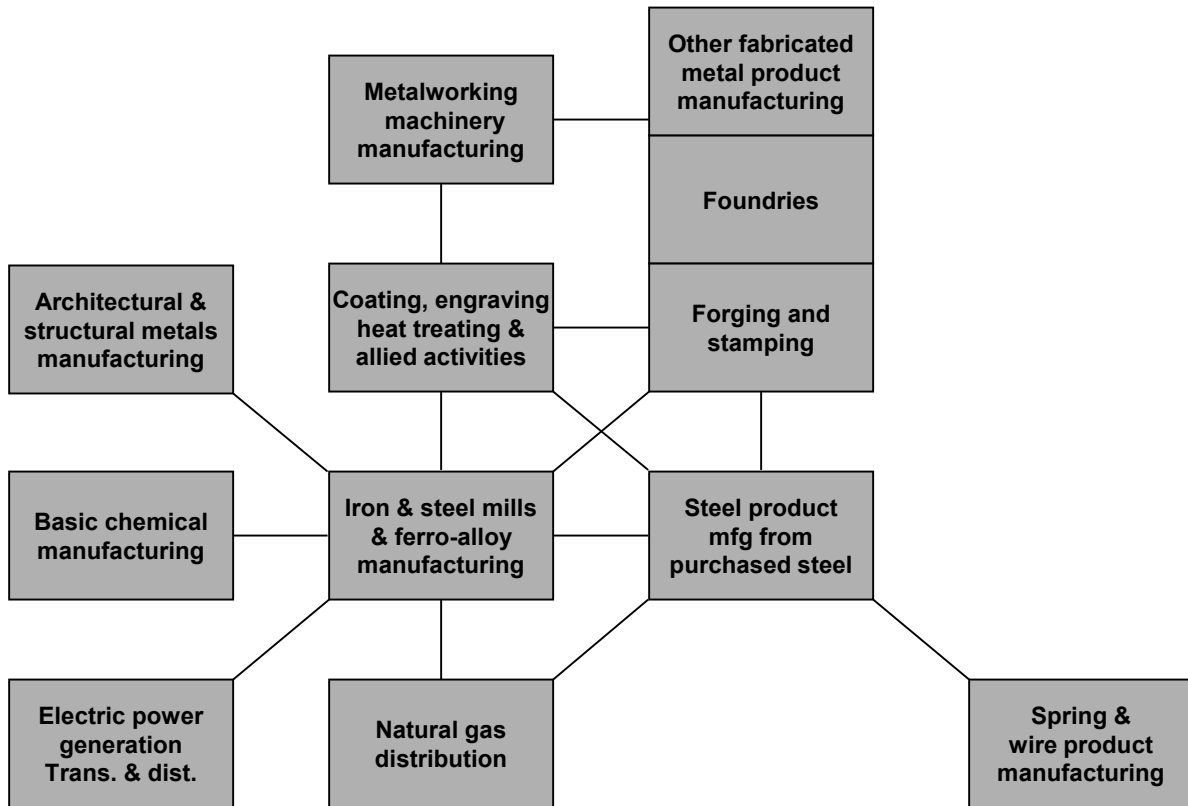 Other fabricated
metal product
manufacturing
Metalworking
machinery
manufacturing
Foundries
Architectural &
structural metals
manufacturing
Coating, engraving
heat treating &
allied activities
Forging and
stamping
Basic chemical
manufacturing
Iron & steel mills
& ferro-alloy
manufacturing
Steel product
mfg from
purchased steel
Electric power
generation
Trans. & dist.
Natural gas
distribution
Spring &
wire product
manufacturing